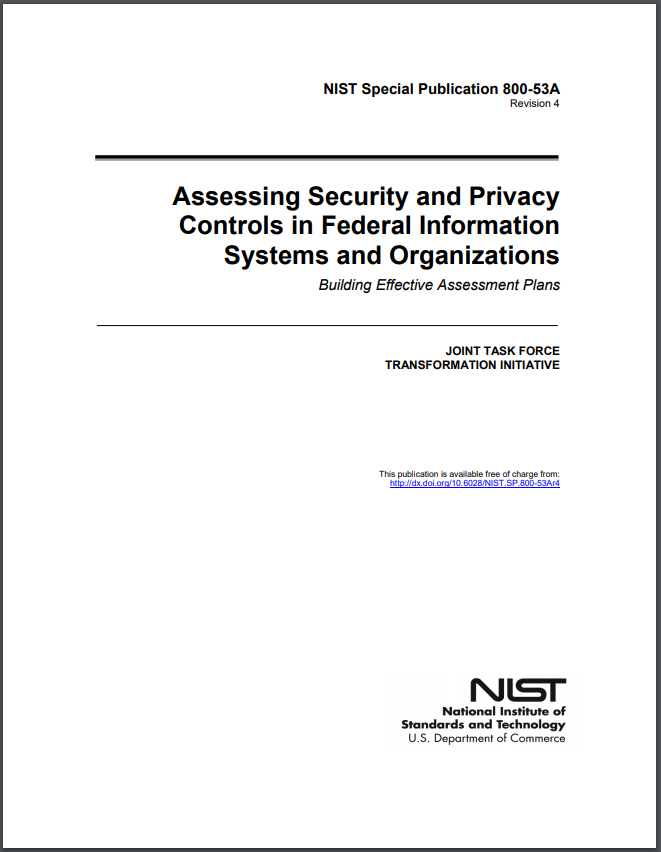 NIST Special Publication 800-53A
Revision 4
Assessing Security and Privacy
Controls in Federal Information
Systems and Organizations
Building Effective Assessment Plans
JOINT TASK FORCE
TRANSFORMATION INITIATIVE
This publication is available free of charge from:
http://dx.doi.org/10.6028/NIST.SP.800-53Ar4
NIST
National Institute of
Standards and Technology
U.S. Department of Commerce